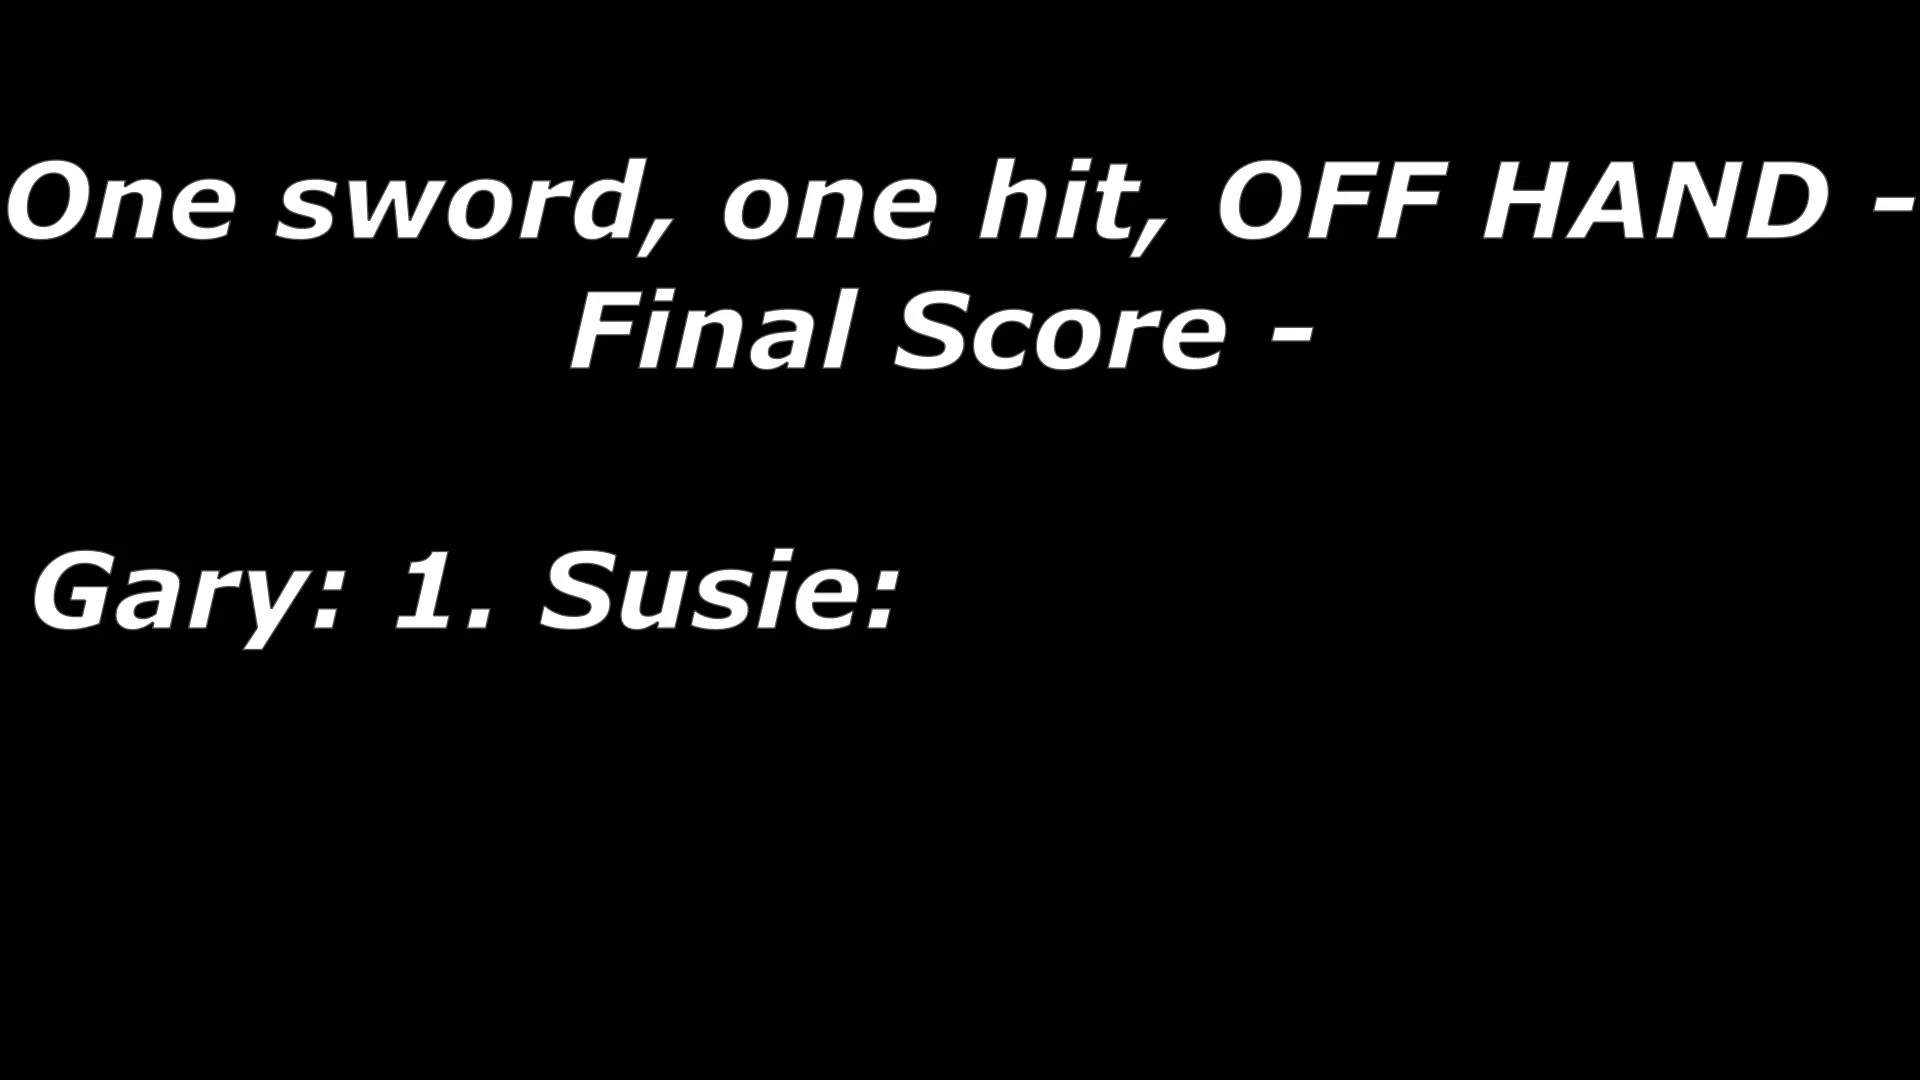 One sword, one hit, OFF HAND -
Final Score -
Gary: 1. Susie: